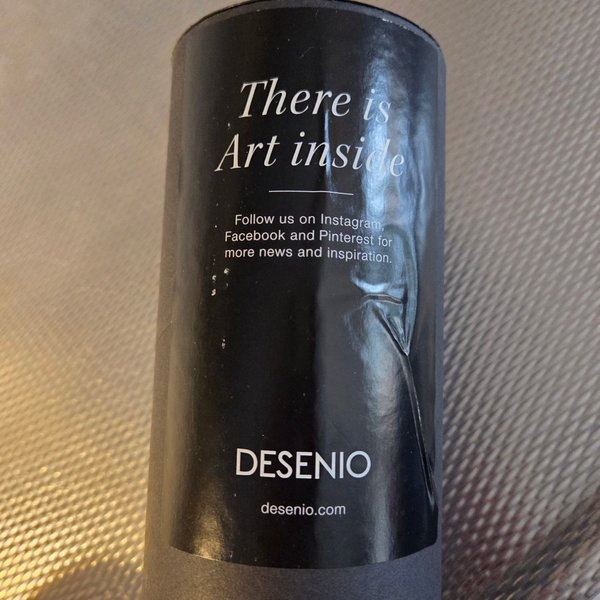 There is
Art inside
Follow us on Instagram,
Facebook and Pinterest for
more news and inspiration.
DESENIO
desenio.com